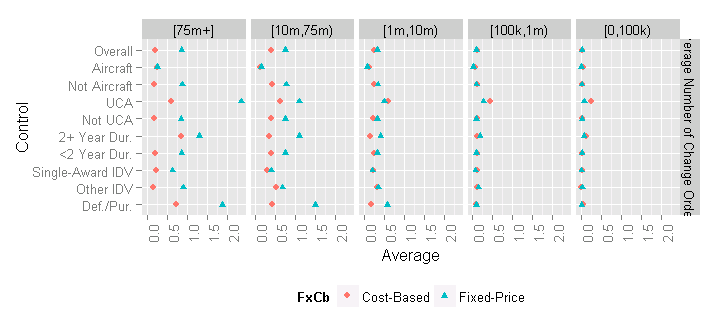 [75m+] [10m,75m) [1m,10m) [100k,1m) [0,100k)
Overall
Aircraft
Not Aircraft
UCA
Not UCA
2+ Year Dur.
<2 Year Dur.
Single-Award IDV
Other IDV
Def./Pur.
Control
erage Number of Change Orde
0.0 0.5 1.0 1.5 2.0 0.0 0.5 1.0 1.5 2.0 0.0 0.5 1.0 1.5 2.0 0.0 0.5 1.0 1.5 2.0 0.0 0.5 1.0 1.5 2.0
Average
FxCb Cost-Based Fixed-Price